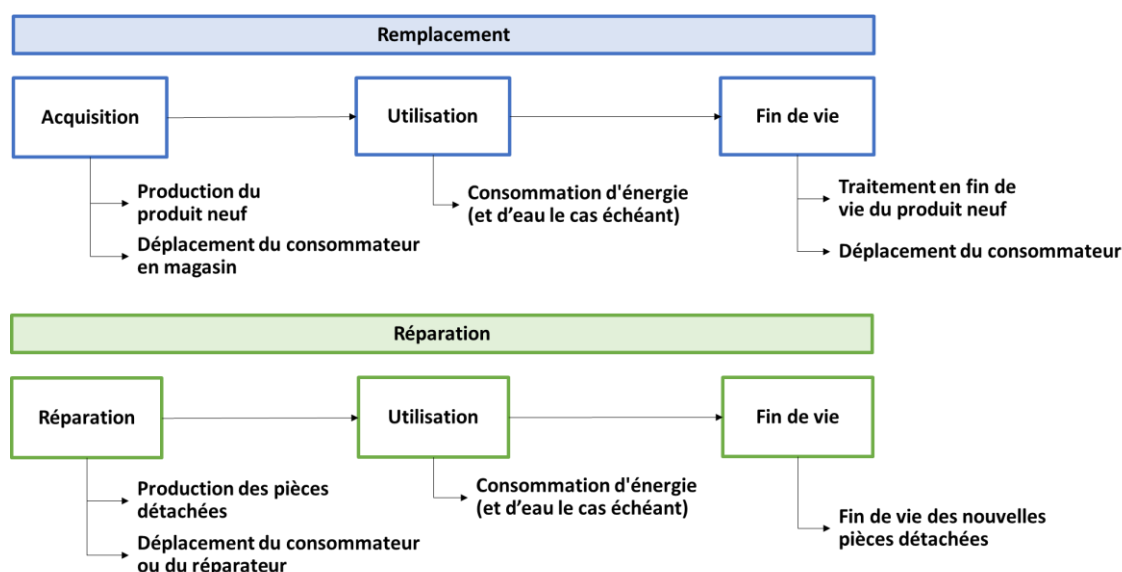 Remplacement
Acquisition
Utilisation
Fin de vie
Production du
produit neuf
Déplacement du consommateur
en magasin
Consommation d'énergie
(et d’eau le cas échéant)
Traitement en fin de
vie du produit neuf
Déplacement du consommateur
Réparation
Réparation
Utilisation
Fin de vie
Production des pièces
détachées
Déplacement du consommateur
ou du réparateur
Consommation d'énergie
(et d’eau le cas échéant)
Fin de vie des nouvelles
pièces détachées